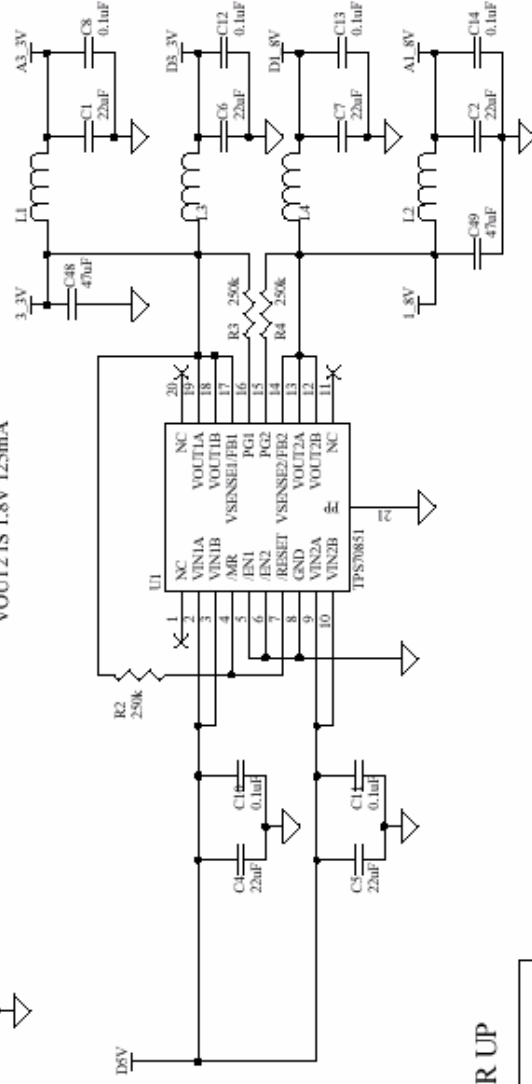 VOUT2 IS 1.8V 125mA
D5V
C4
22uF
C10
0.1uF
C5
22uF
C11
0.1uF
R2
250k
U1
1
2
3
4
5
6
7
8
9
10
NC
VIN1A
VIN1B
/MR
/EN1
/EN2
/RESET
GND
VIN2A
VIN2B
NC
VOUT1A
VOUT1B
VSENSE1/FB1
PG1
PG2
VSENSE2/FB2
VOUT2A
VOUT2B
NC
20
19
18
17
16
15
14
13
12
11
TPS70851
21
R3
250k
R4
250k
3_3V
C48
47uF
L1
C1
22uF
A3_3V
C8
0.1uF
L3
C6
22uF
D3_3V
C12
0.1uF
L4
C7
22uF
D1_8V
C13
0.1uF
1_8V
C49
47uF
L2
C2
22uF
A1_8V
C14
0.1uF
R UP